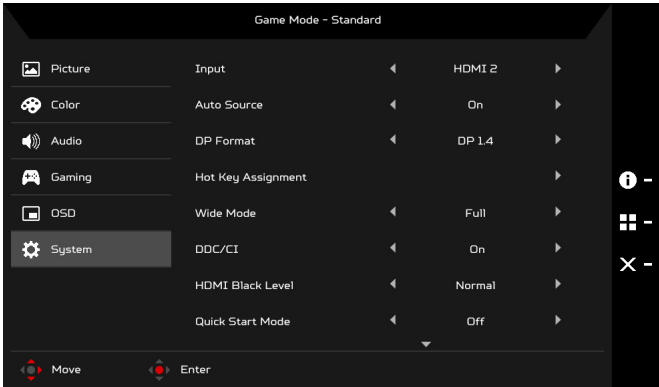 Game Mode - Standard
Picture
Input HDMI 2
Color
Auto Source On
Audio
DP Format DP 1.4
Gaming
Hot Key Assignment
OSD
Wide Mode Full
System
DDC/CI On
HDMI Black Level Normal
Quick Start Mode Off
Move Enter